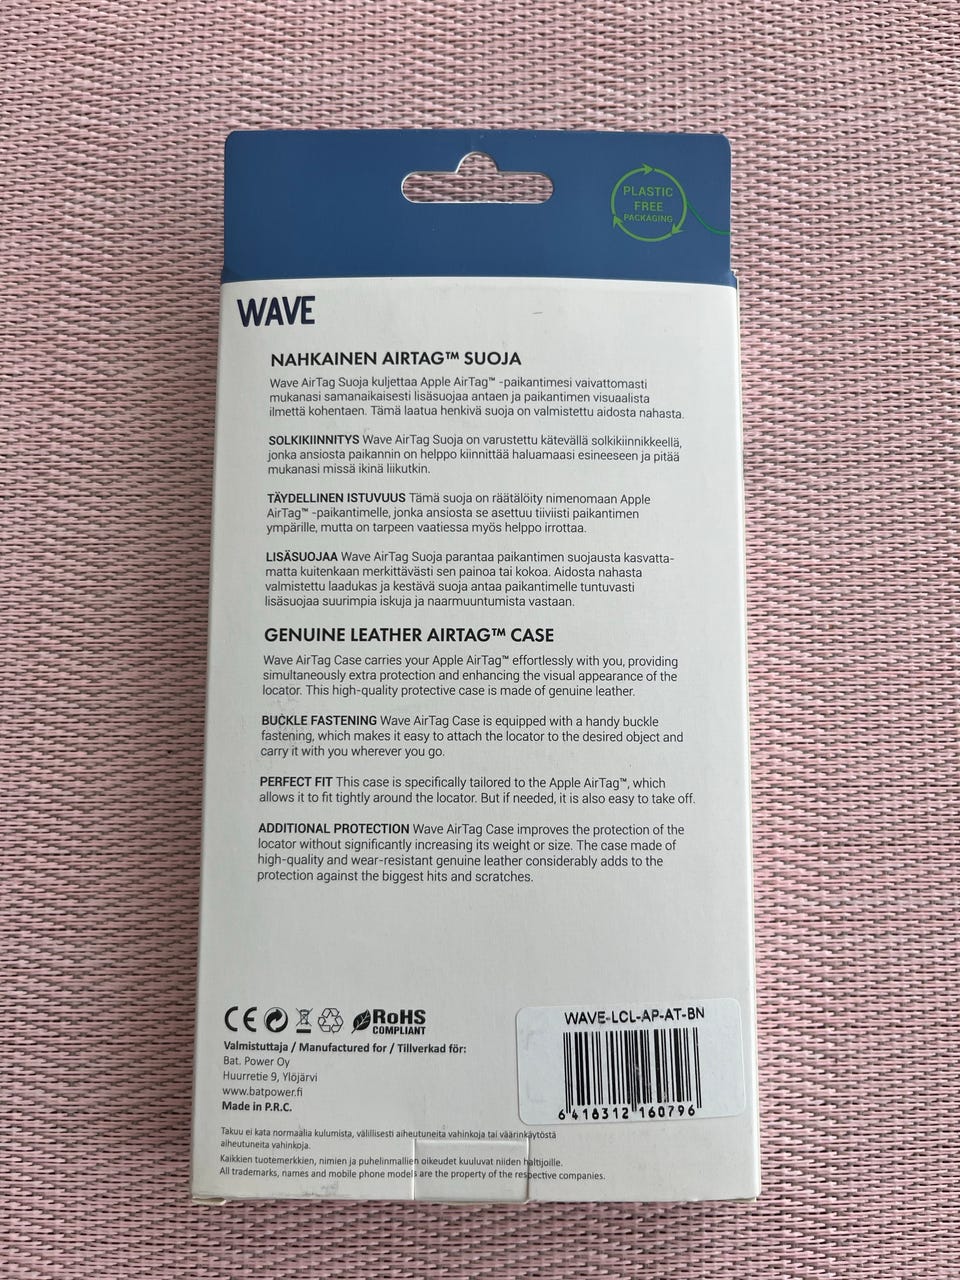 PLASTIC
FREE
PACKAGING
WAVE
NAHKAINEN AIRTAG™ SUOJA
Wave AirTag Suoja kuljettaa Apple AirTag™ -paikantimesi vaivattomasti
mukanasi samanaikaisesti lisäsuojaa antaen ja paikantimen visuaalista
ilmettä kohentaen. Tämä laatua henkivä suoja on valmistettu aidosta nahasta.
SOLKIKIINNITYS Wave AirTag Suoja on varustettu kätevällä solkikiinnikkeellä,
jonka ansiosta paikannin on helppo kiinnittää haluamaasi esineeseen ja pitää
mukanasi missä ikinä liikutkin.
TÄYDELLINEN ISTUVUUS Tämä suoja on räätälöity nimenomaan Apple
AirTag™ -paikantimelle, jonka ansiosta se asettuu tiiviisti paikantimen
ympärille, mutta on tarpeen vaatiessa myös helppo irrottaa.
LISÄSUOJAA Wave AirTag Suoja parantaa paikantimen suojausta kasvatta-
matta kuitenkaan merkittävästi sen painoa tai kokoa. Aidosta nahasta
valmistettu laadukas ja kestävä suoja antaa paikantimelle tuntuvasti
lisäsuojaa suurimpia iskuja ja naarmuuntumista vastaan.
GENUINE LEATHER AIRTAG™ CASE
Wave AirTag Case carries your Apple AirTag™ effortlessly with you, providing
simultaneously extra protection and enhancing the visual appearance of the
locator. This high-quality protective case is made of genuine leather.
BUCKLE FASTENING Wave AirTag Case is equipped with a handy buckle
fastening, which makes it easy to attach the locator to the desired object and
carry it with you wherever you go.
PERFECT FIT This case is specifically tailored to the Apple AirTag™, which
allows it to fit tightly around the locator. But if needed, it is also easy to take off.
ADDITIONAL PROTECTION Wave AirTag Case improves the protection of the
locator without significantly increasing its weight or size. The case made of
high-quality and wear-resistant genuine leather considerably adds to the
protection against the biggest hits and scratches.
CE RoHS
COMPLIANT
Valmistuttaja / Manufactured for / Tillverkad för:
Bat. Power Oy
Huurretie 9, Ylöjärvi
www.batpower.fi
Made in P.R.C.
WAVE-LCL-AP-AT-BN
6 418312 160796
Takuu ei kata normaalia kulumista, välillisesti aiheutuneita vahinkoja tai väärinkäytöstä
aiheutuneita vahinkoja.
Kaikkien tuotemerkkien, nimien ja puhelinmallien oikeudet kuuluvat niiden haltijoille.
All trademarks, names and mobile phone models are the property of the respective companies.